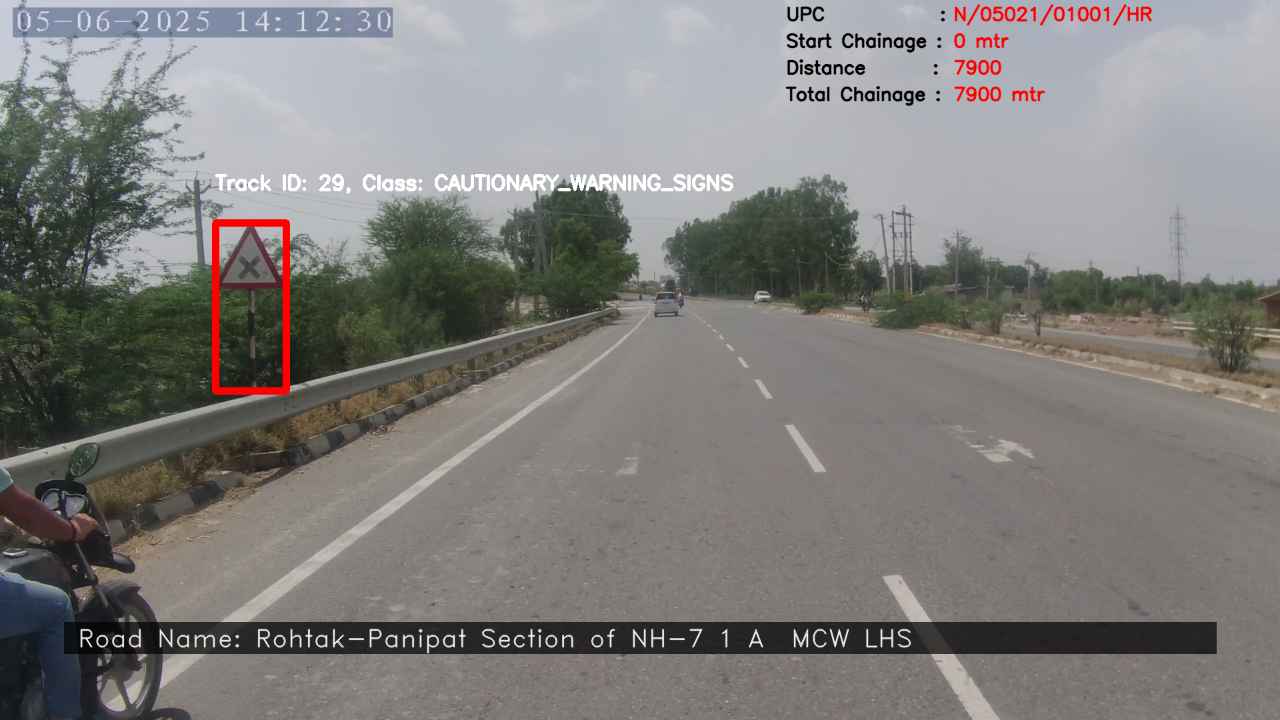 05-06-2025 14:12:30
UPC : N/05021/01001/HR
Start Chainage : 0 mtr
Distance : 7900
Total Chainage : 7900 mtr
Track ID: 29, Class: CAUTIONARY_WARNING_SIGNS
Road Name: Rohtak-Panipat Section of NH-7 1 A MCW LHS